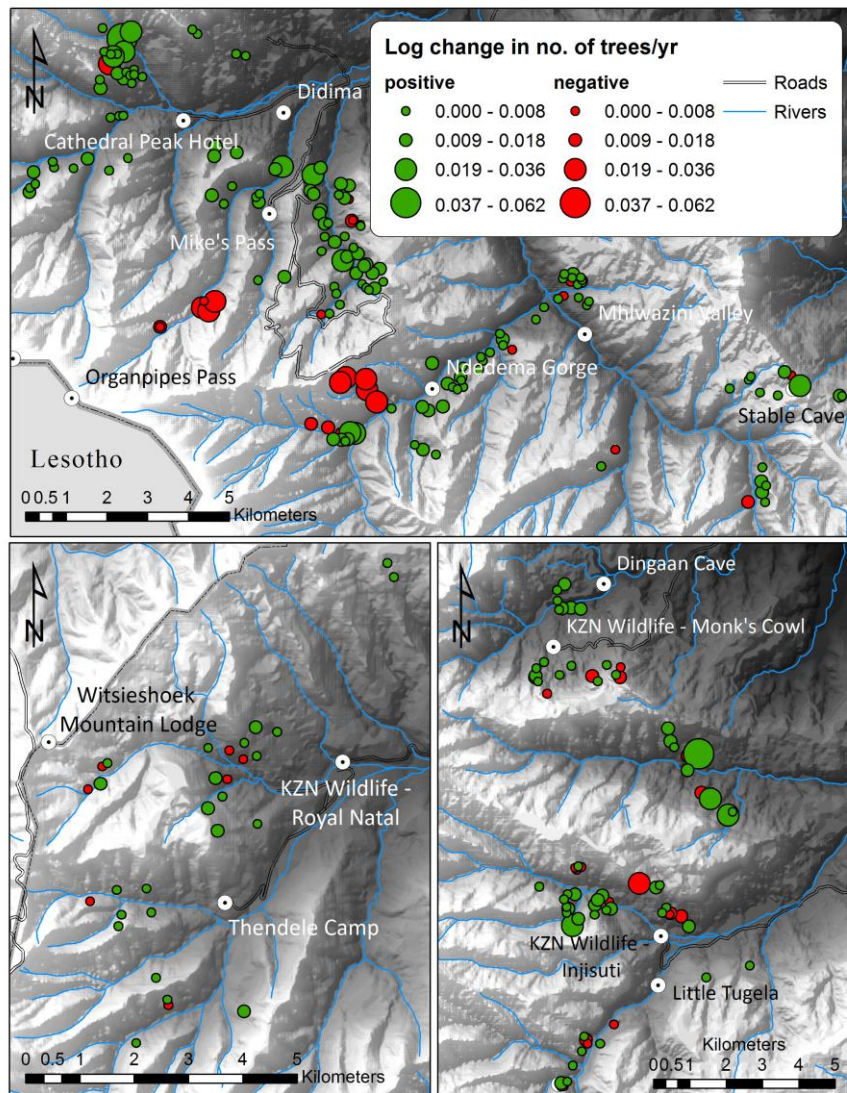 Log change in no. of trees/yr
positive
negative
0.000 - 0.008
0.000 - 0.008
Roads
0.009 - 0.018
0.009 - 0.018
Rivers
0.019 - 0.036
0.019 - 0.036
0.037 - 0.062
0.037 - 0.062
N
Didima
Cathedral Peak Hotel
Mike's Pass
Mhlwazini Valley
Organpipes Pass
Ndedema Gorge
Stable Cave
Lesotho
0 0.5 1 2 3 4 5
Kilometers
N
Witsieshoek
Mountain Lodge
KZN Wildlife -
Royal Natal
Thendele Camp
0 0.5 1 2 3 4 5
Kilometers
N
Dingaan Cave
KZN Wildlife - Monk's Cowl
KZN Wildlife -
Injisuti
Little Tugela
Kilometers
0 0.5 1 2 3 4 5